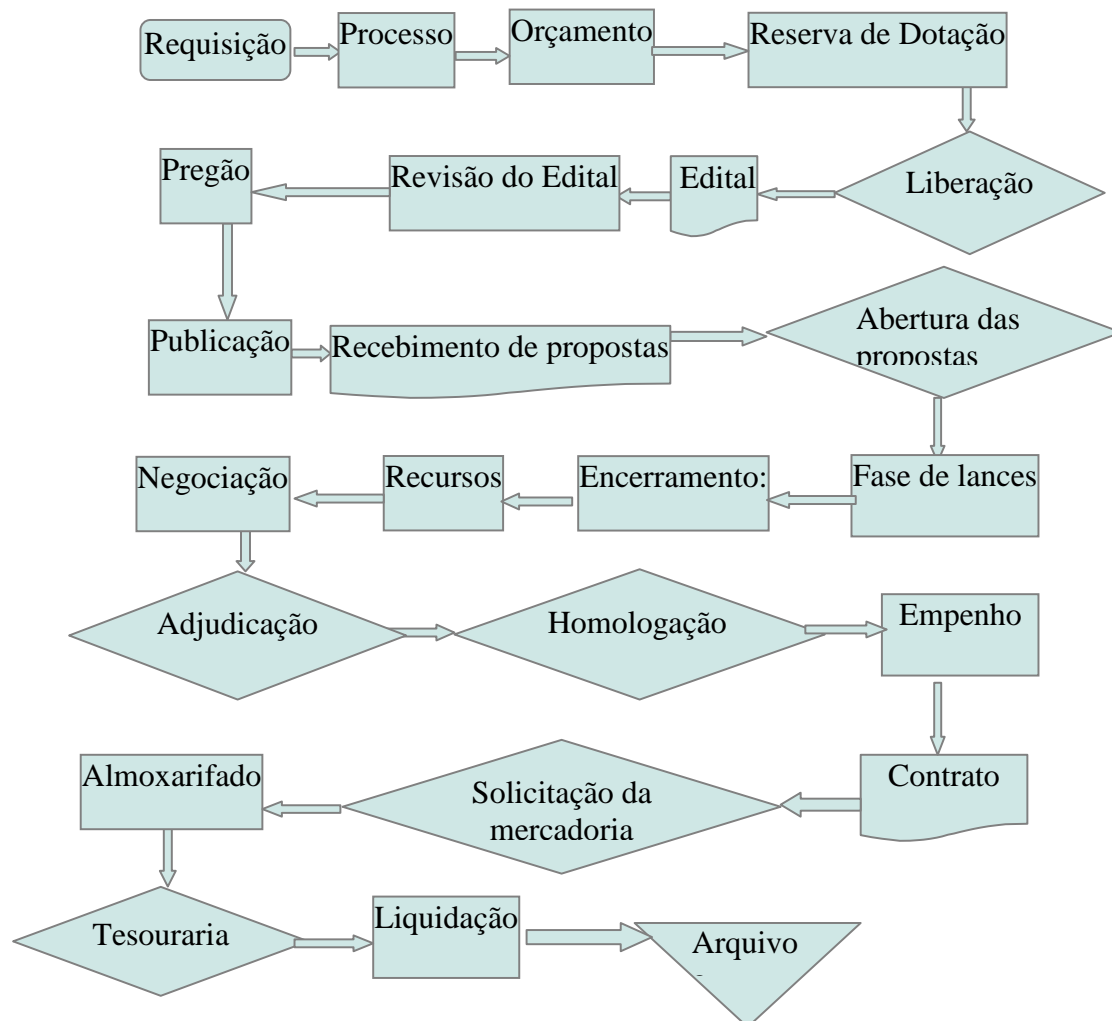 Requisição
Processo
Orçamento
Reserva de Dotação
Pregão
Revisão do Edital
Edital
Liberação
Publicação
Recebimento de propostas
Abertura das
propostas
Negociação
Recursos
Encerramento:
Fase de lances
Adjudicação
Homologação
Empenho
Almoxarifado
Solicitação da
mercadoria
Contrato
Tesouraria
Liquidação
Arquivo